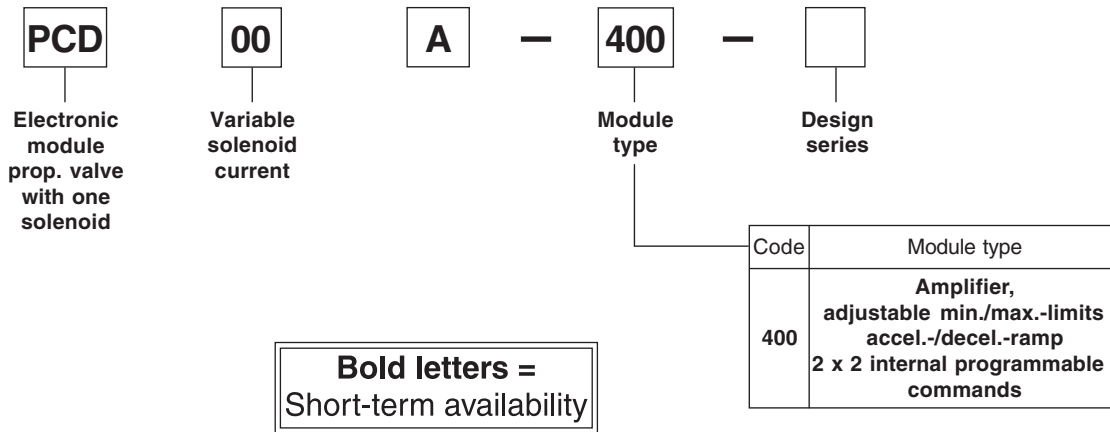 PCD 00 A – 400 –
Electronic
module
prop. valve
with one
solenoid
Variable
solenoid
current
Module
type
Design
series
Code Module type
400
Amplifier,
adjustable min./max.-limits
accel.-/decel.-ramp
2 x 2 internal programmable
commands
Bold letters =
Short-term availability